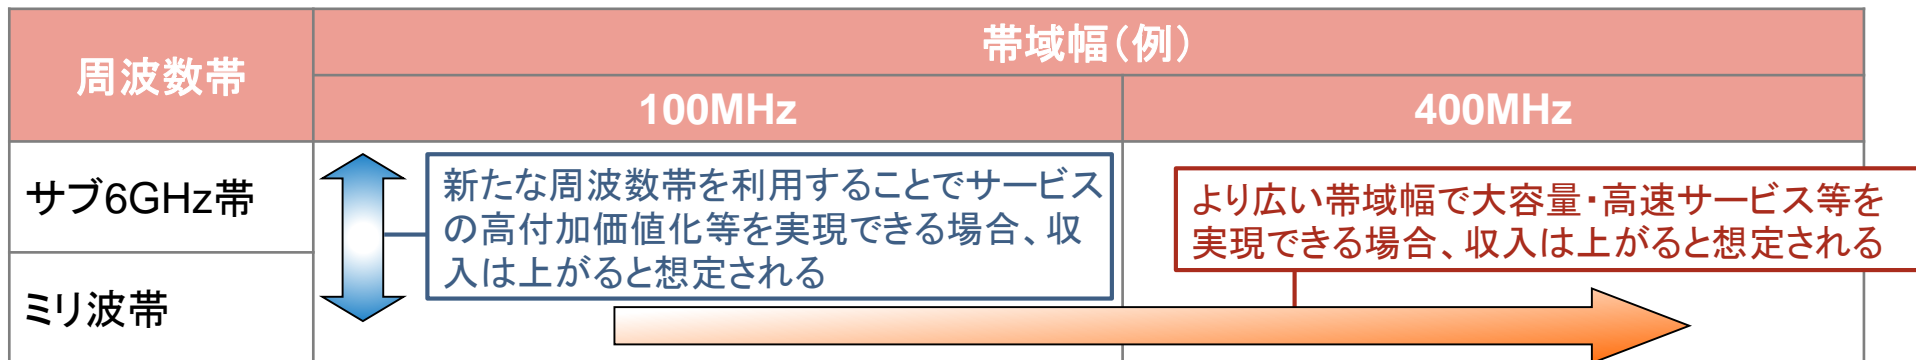 周波数帯
帯域幅(例)
100MHz
400MHz
サブ6GHz帯
新たな周波数帯を利用することでサービス
の高付加価値化等を実現できる場合、収
入は上がると想定される
より広い帯域幅で大容量・高速サービス等を
実現できる場合、収入は上がると想定される
ミリ波帯